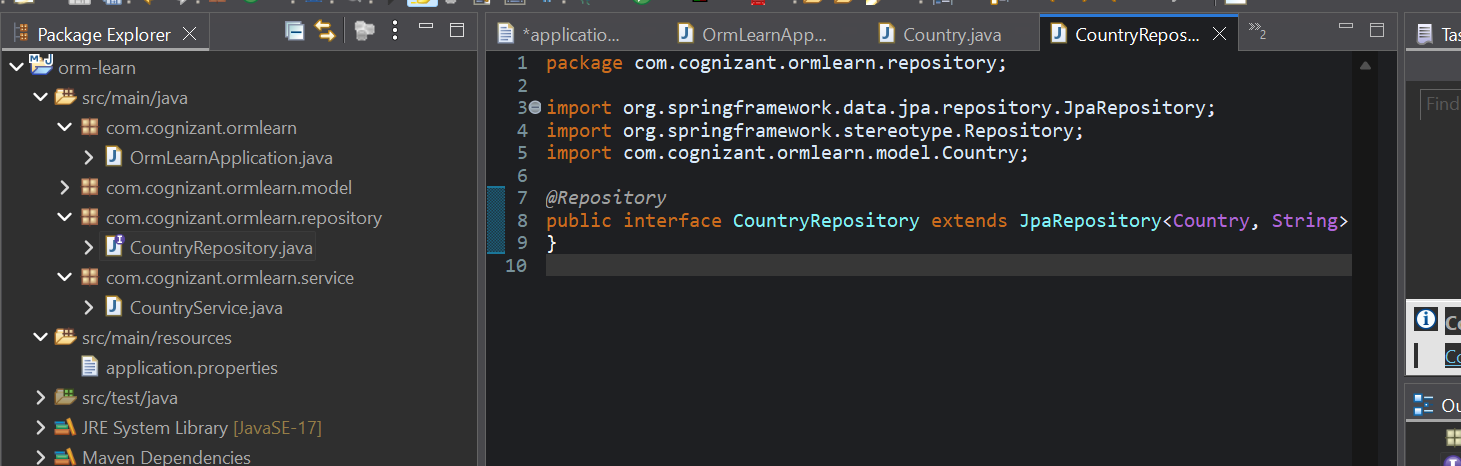 Package Explorer
orm-learn
src/main/java
com.cognizant.ormlearn
OrmLearnApplication.java
com.cognizant.ormlearn.model
com.cognizant.ormlearn.repository
CountryRepository.java
com.cognizant.ormlearn.service
CountryService.java
src/main/resources
application.properties
src/test/java
JRE System Library [JavaSE-17]
Maven Dependencies
*applicatio...
OrmLearnApp...
Country.java
CountryRepos...
»2
1 package com.cognizant.ormlearn.repository;
2
3 import org.springframework.data.jpa.repository.JpaRepository;
4 import org.springframework.stereotype.Repository;
5 import com.cognizant.ormlearn.model.Country;
6
7 @Repository
8 public interface CountryRepository extends JpaRepository<Country, String>
9 }
10
Tas
Find
Co
Co
Ou